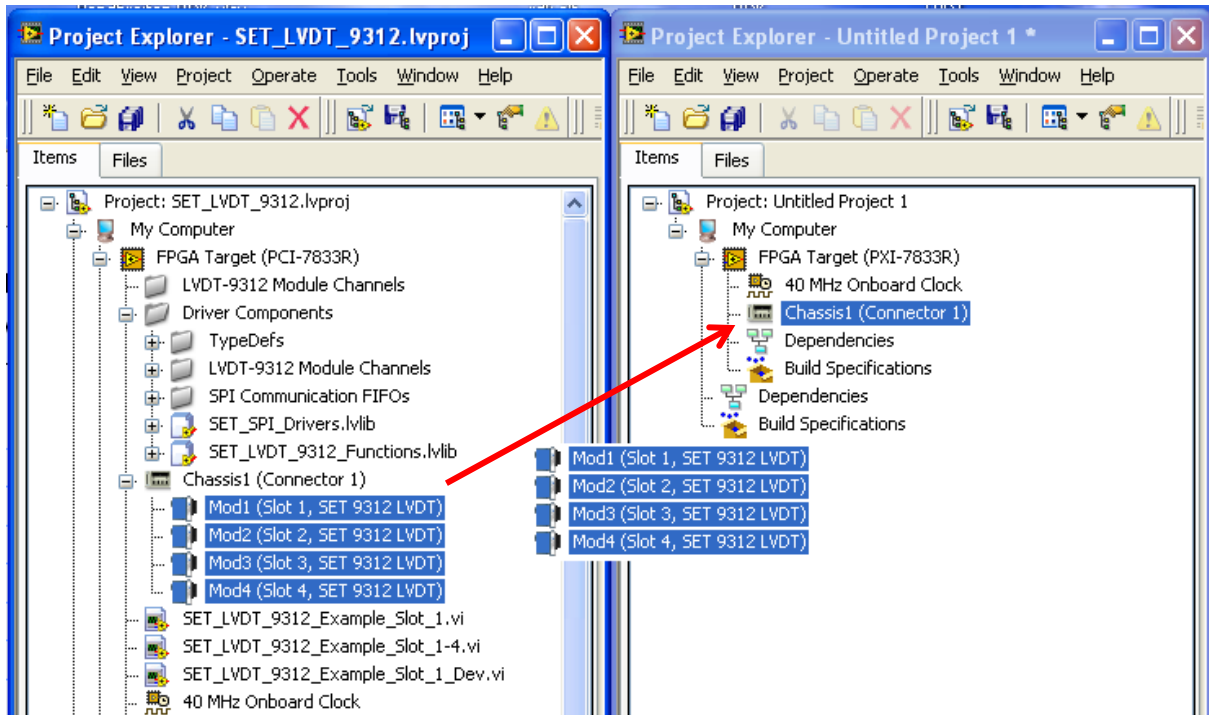 Project Explorer - SET_LVDT_9312.lvproj
File Edit View Project Operate Tools Window Help
Items Files
Project: SET_LVDT_9312.lvproj
My Computer
FPGA Target (PCI-7833R)
LVDT-9312 Module Channels
Driver Components
TypeDefs
LVDT-9312 Module Channels
SPI Communication FIFOs
SET_SPI_Drivers.lvlib
SET_LVDT_9312_Functions.lvlib
Chassis1 (Connector 1)
Mod1 (Slot 1, SET 9312 LVDT)
Mod2 (Slot 2, SET 9312 LVDT)
Mod3 (Slot 3, SET 9312 LVDT)
Mod4 (Slot 4, SET 9312 LVDT)
SET_LVDT_9312_Example_Slot_1.vi
SET_LVDT_9312_Example_Slot_1-4.vi
SET_LVDT_9312_Example_Slot_1_Dev.vi
40 MHz Onboard Clock
Project Explorer - Untitled Project 1 *
File Edit View Project Operate Tools Window Help
Items Files
Project: Untitled Project 1
My Computer
FPGA Target (PXI-7833R)
40 MHz Onboard Clock
Chassis1 (Connector 1)
Dependencies
Build Specifications
Dependencies
Build Specifications
Mod1 (Slot 1, SET 9312 LVDT)
Mod2 (Slot 2, SET 9312 LVDT)
Mod3 (Slot 3, SET 9312 LVDT)
Mod4 (Slot 4, SET 9312 LVDT)